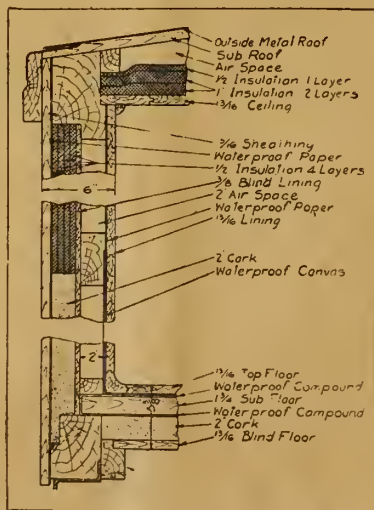 Outside Metal Roof
Sub Roof
Air Space
1/2 Insulation 1 Layer
1" Insulation 2 Layers
13/16 Ceiling
Sheathing
Waterproof Paper
1/2 Insulation 4 Layers
3/8 Blind Lining
6"
2" Air Space
Waterproof Paper
13/16 Lining
2" Cork
Waterproof Canvas
2"
13/16 Top Floor
Waterproof Compound
1 3/4 Sub Floor
Waterproof Compound
2" Cork
13/16 Blind Floor